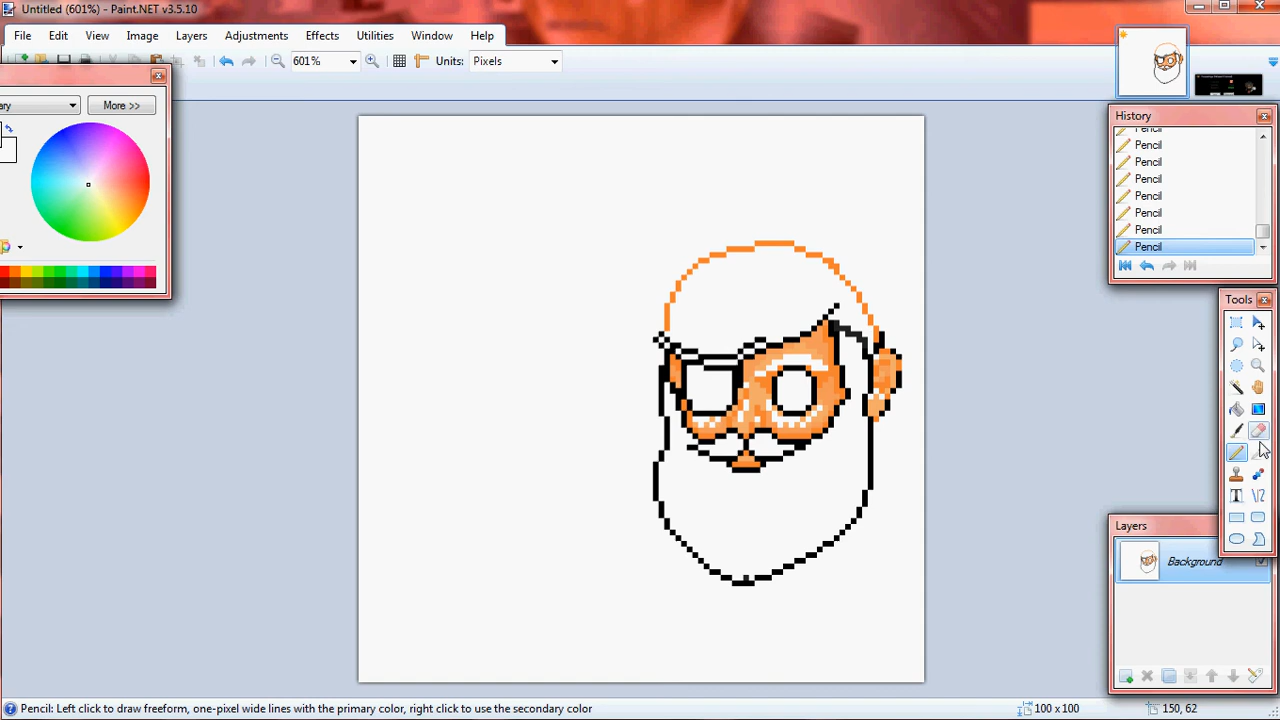 Untitled (601%) - Paint.NET v3.5.10
File Edit View Image Layers Adjustments Effects Utilities Window Help
601% Units: Pixels
ary More >>
History
Pencil
Pencil
Pencil
Pencil
Pencil
Pencil
Pencil
Pencil
Tools
Layers
Background
Pencil: Left click to draw freeform, one-pixel wide lines with the primary color, right click to use the secondary color 100 x 100 150, 62